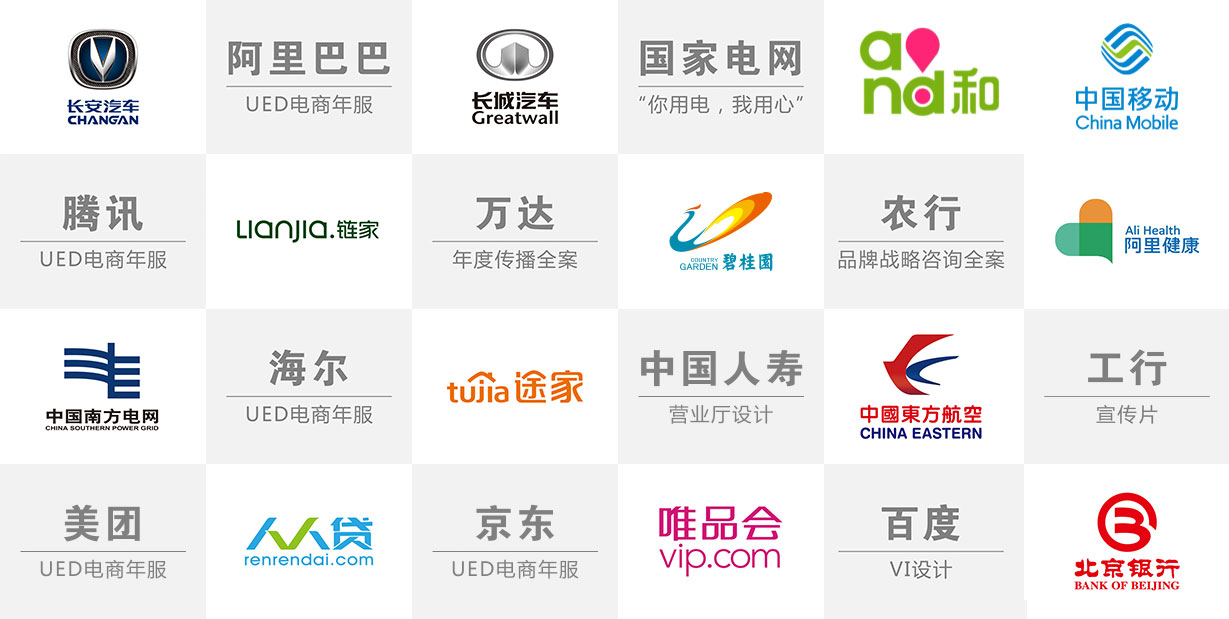 长安汽车
CHANGAN
阿里巴巴
UED电商年服
长城汽车
Greatwall
国家电网
“你用电，我用心”
and和
中国移动
China Mobile
腾讯
UED电商年服
LIANJIA.链家
万达
年度传播全案
COUNTRY
GARDEN 碧桂園
农行
品牌战略咨询全案
Ali Health
阿里健康
中国南方电网
CHINA SOUTHERN POWER GRID
海尔
UED电商年服
tujia 途家
中国人寿
营业厅设计
中國東方航空
CHINA EASTERN
工行
宣传片
美团
UED电商年服
人人贷
renrendai.com
京东
UED电商年服
唯品会
vip.com
百度
VI设计
北京银行
BANK OF BEIJING